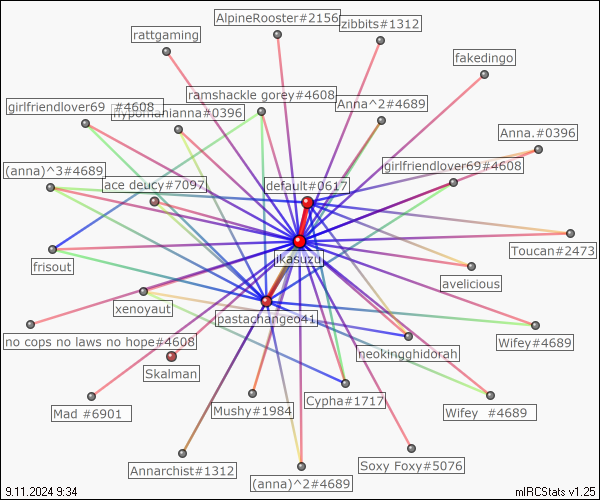 AlpineRooster#2156
zibbits#1312
rattgaming
fakedingo
ramshackle gorey#4608
Anna^2#4689
girlfriendlover69 #4608
hypomanianna#0396
Anna.#0396
(anna)^3#4689
girlfriendlover69#4608
ace deucy#7097
default#0617
Toucan#2473
ikasuzu
frisout
avelicious
xenoyaut
pastachangeo41
no cops no laws no hope#4608
Wifey#4689
neokingghidorah
Skalman
Mad #6901
Mushy#1984
Cypha#1717
Wifey #4689
Annarchist#1312
Soxy Foxy#5076
(anna)^2#4689
9.11.2024 9:34
mIRCStats v1.25